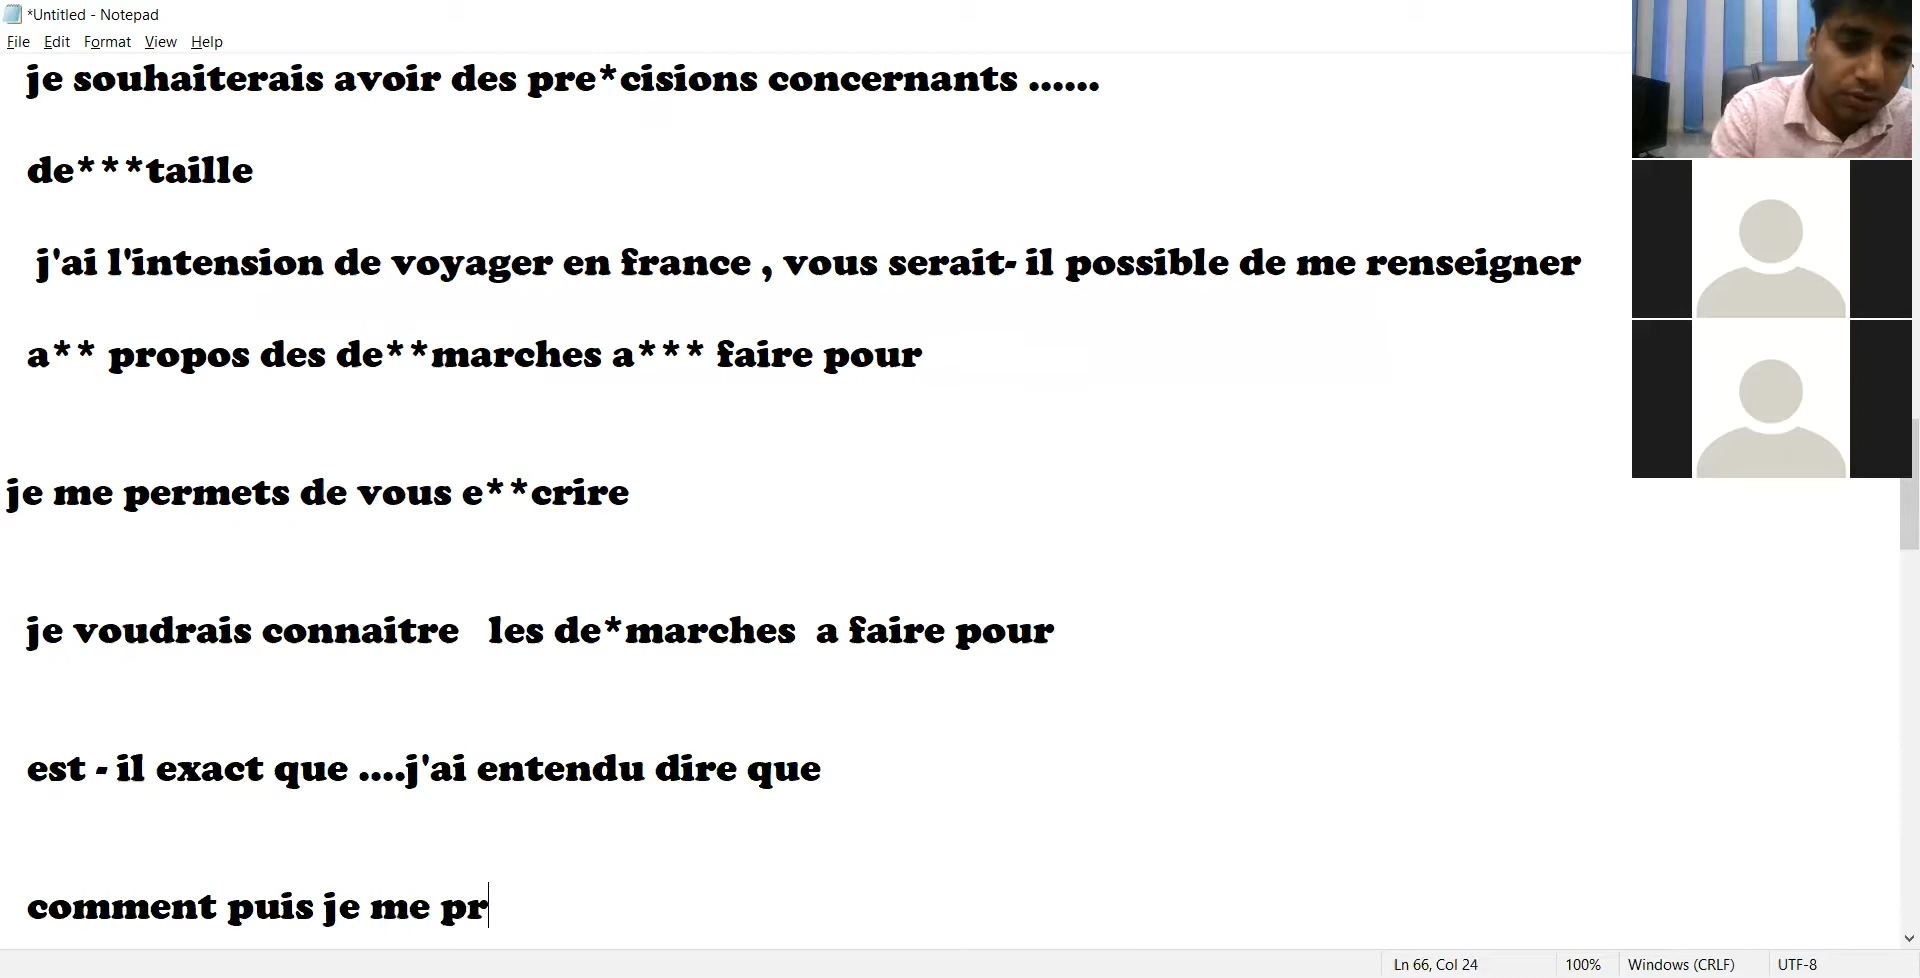 *Untitled - Notepad
File Edit Format View Help
je souhaiterais avoir des pre*cisions concernants ......
de***taille
j'ai l'intension de voyager en france , vous serait- il possible de me renseigner
a** propos des de**marches a*** faire pour
je me permets de vous e**crire
je voudrais connaitre les de*marches a faire pour
est - il exact que ....j'ai entendu dire que
comment puis je me pr
Ln 66, Col 24 100% Windows (CRLF) UTF-8